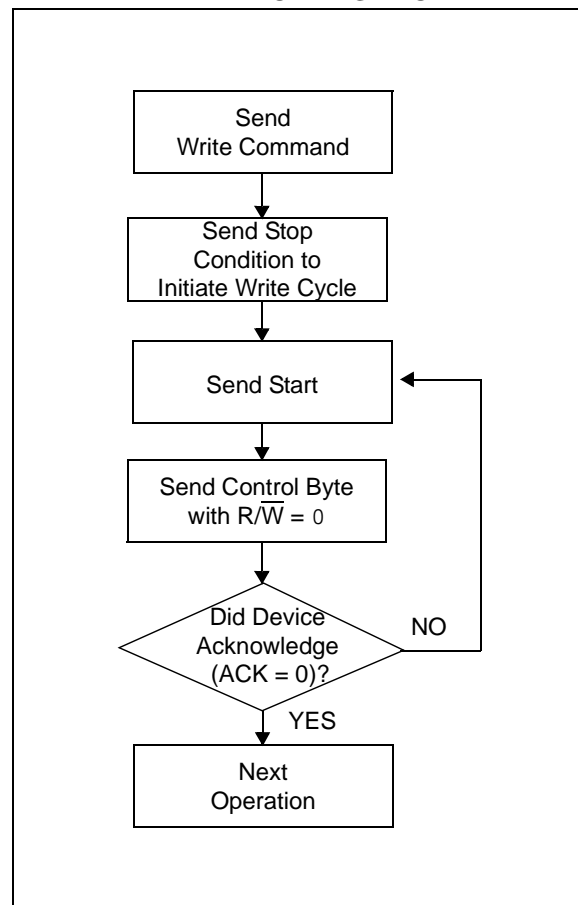 Send
Write Command
Send Stop
Condition to
Initiate Write Cycle
Send Start
Send Control Byte
with R/W̅ = 0
Did Device
Acknowledge
(ACK = 0)?
NO
YES
Next
Operation